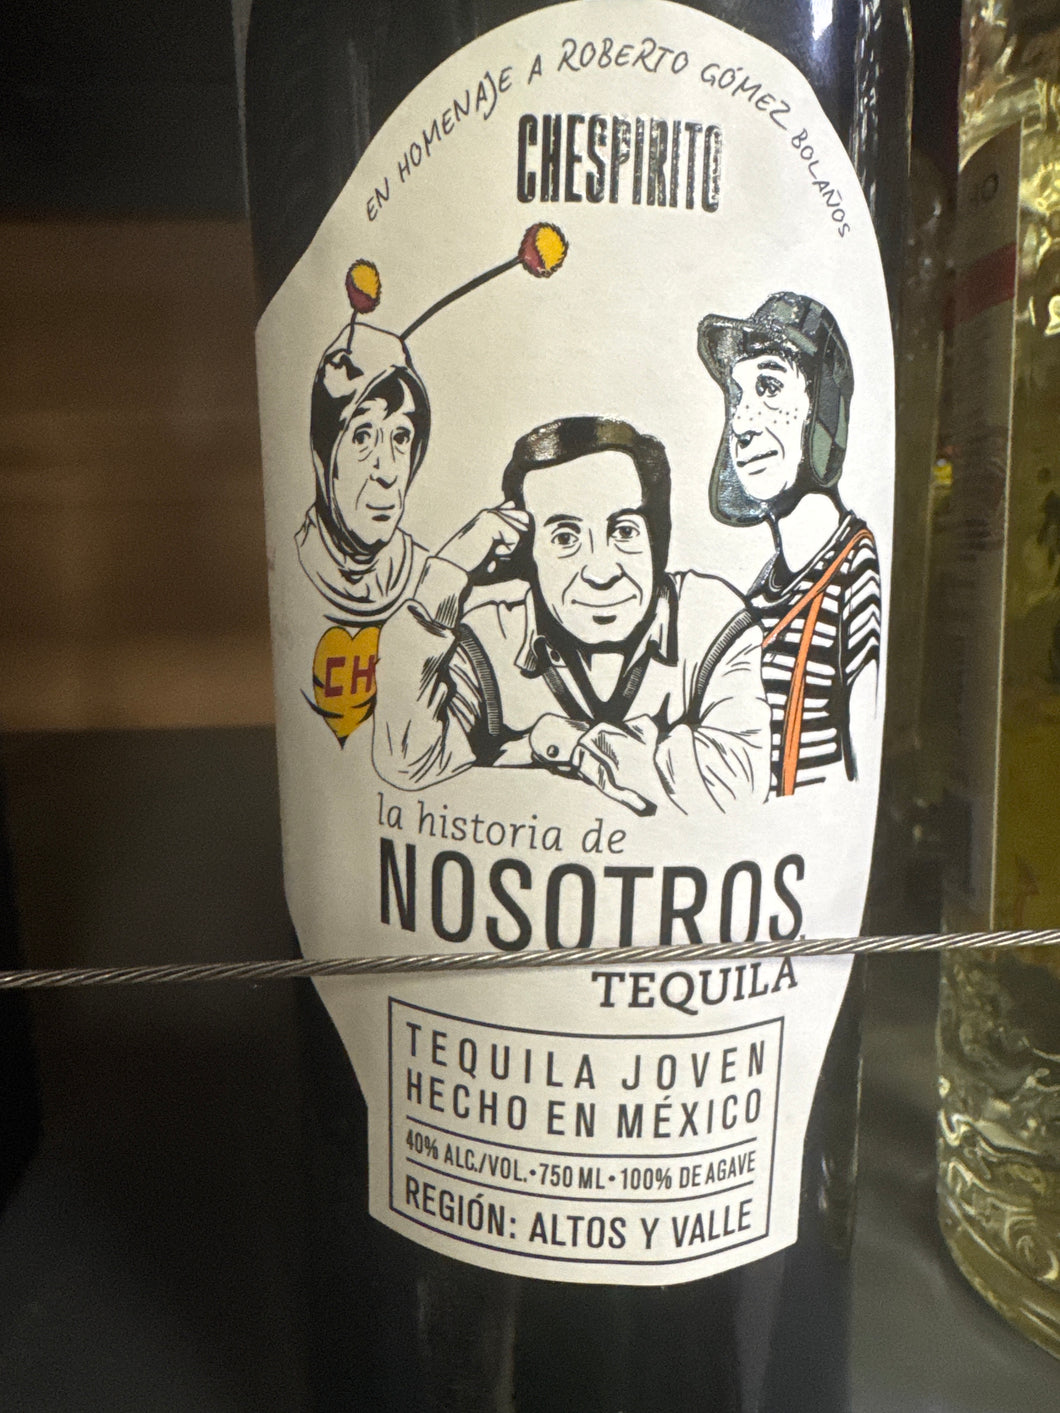 EN HOMENAJE A ROBERTO GÓMEZ BOLAÑOS
CHESPIRITO
CH
la historia de
NOSOTROS
TEQUILA
TEQUILA JOVEN
HECHO EN MÉXICO
40% ALC./VOL.•750 ML•100% DE AGAVE
REGIÓN: ALTOS Y VALLE